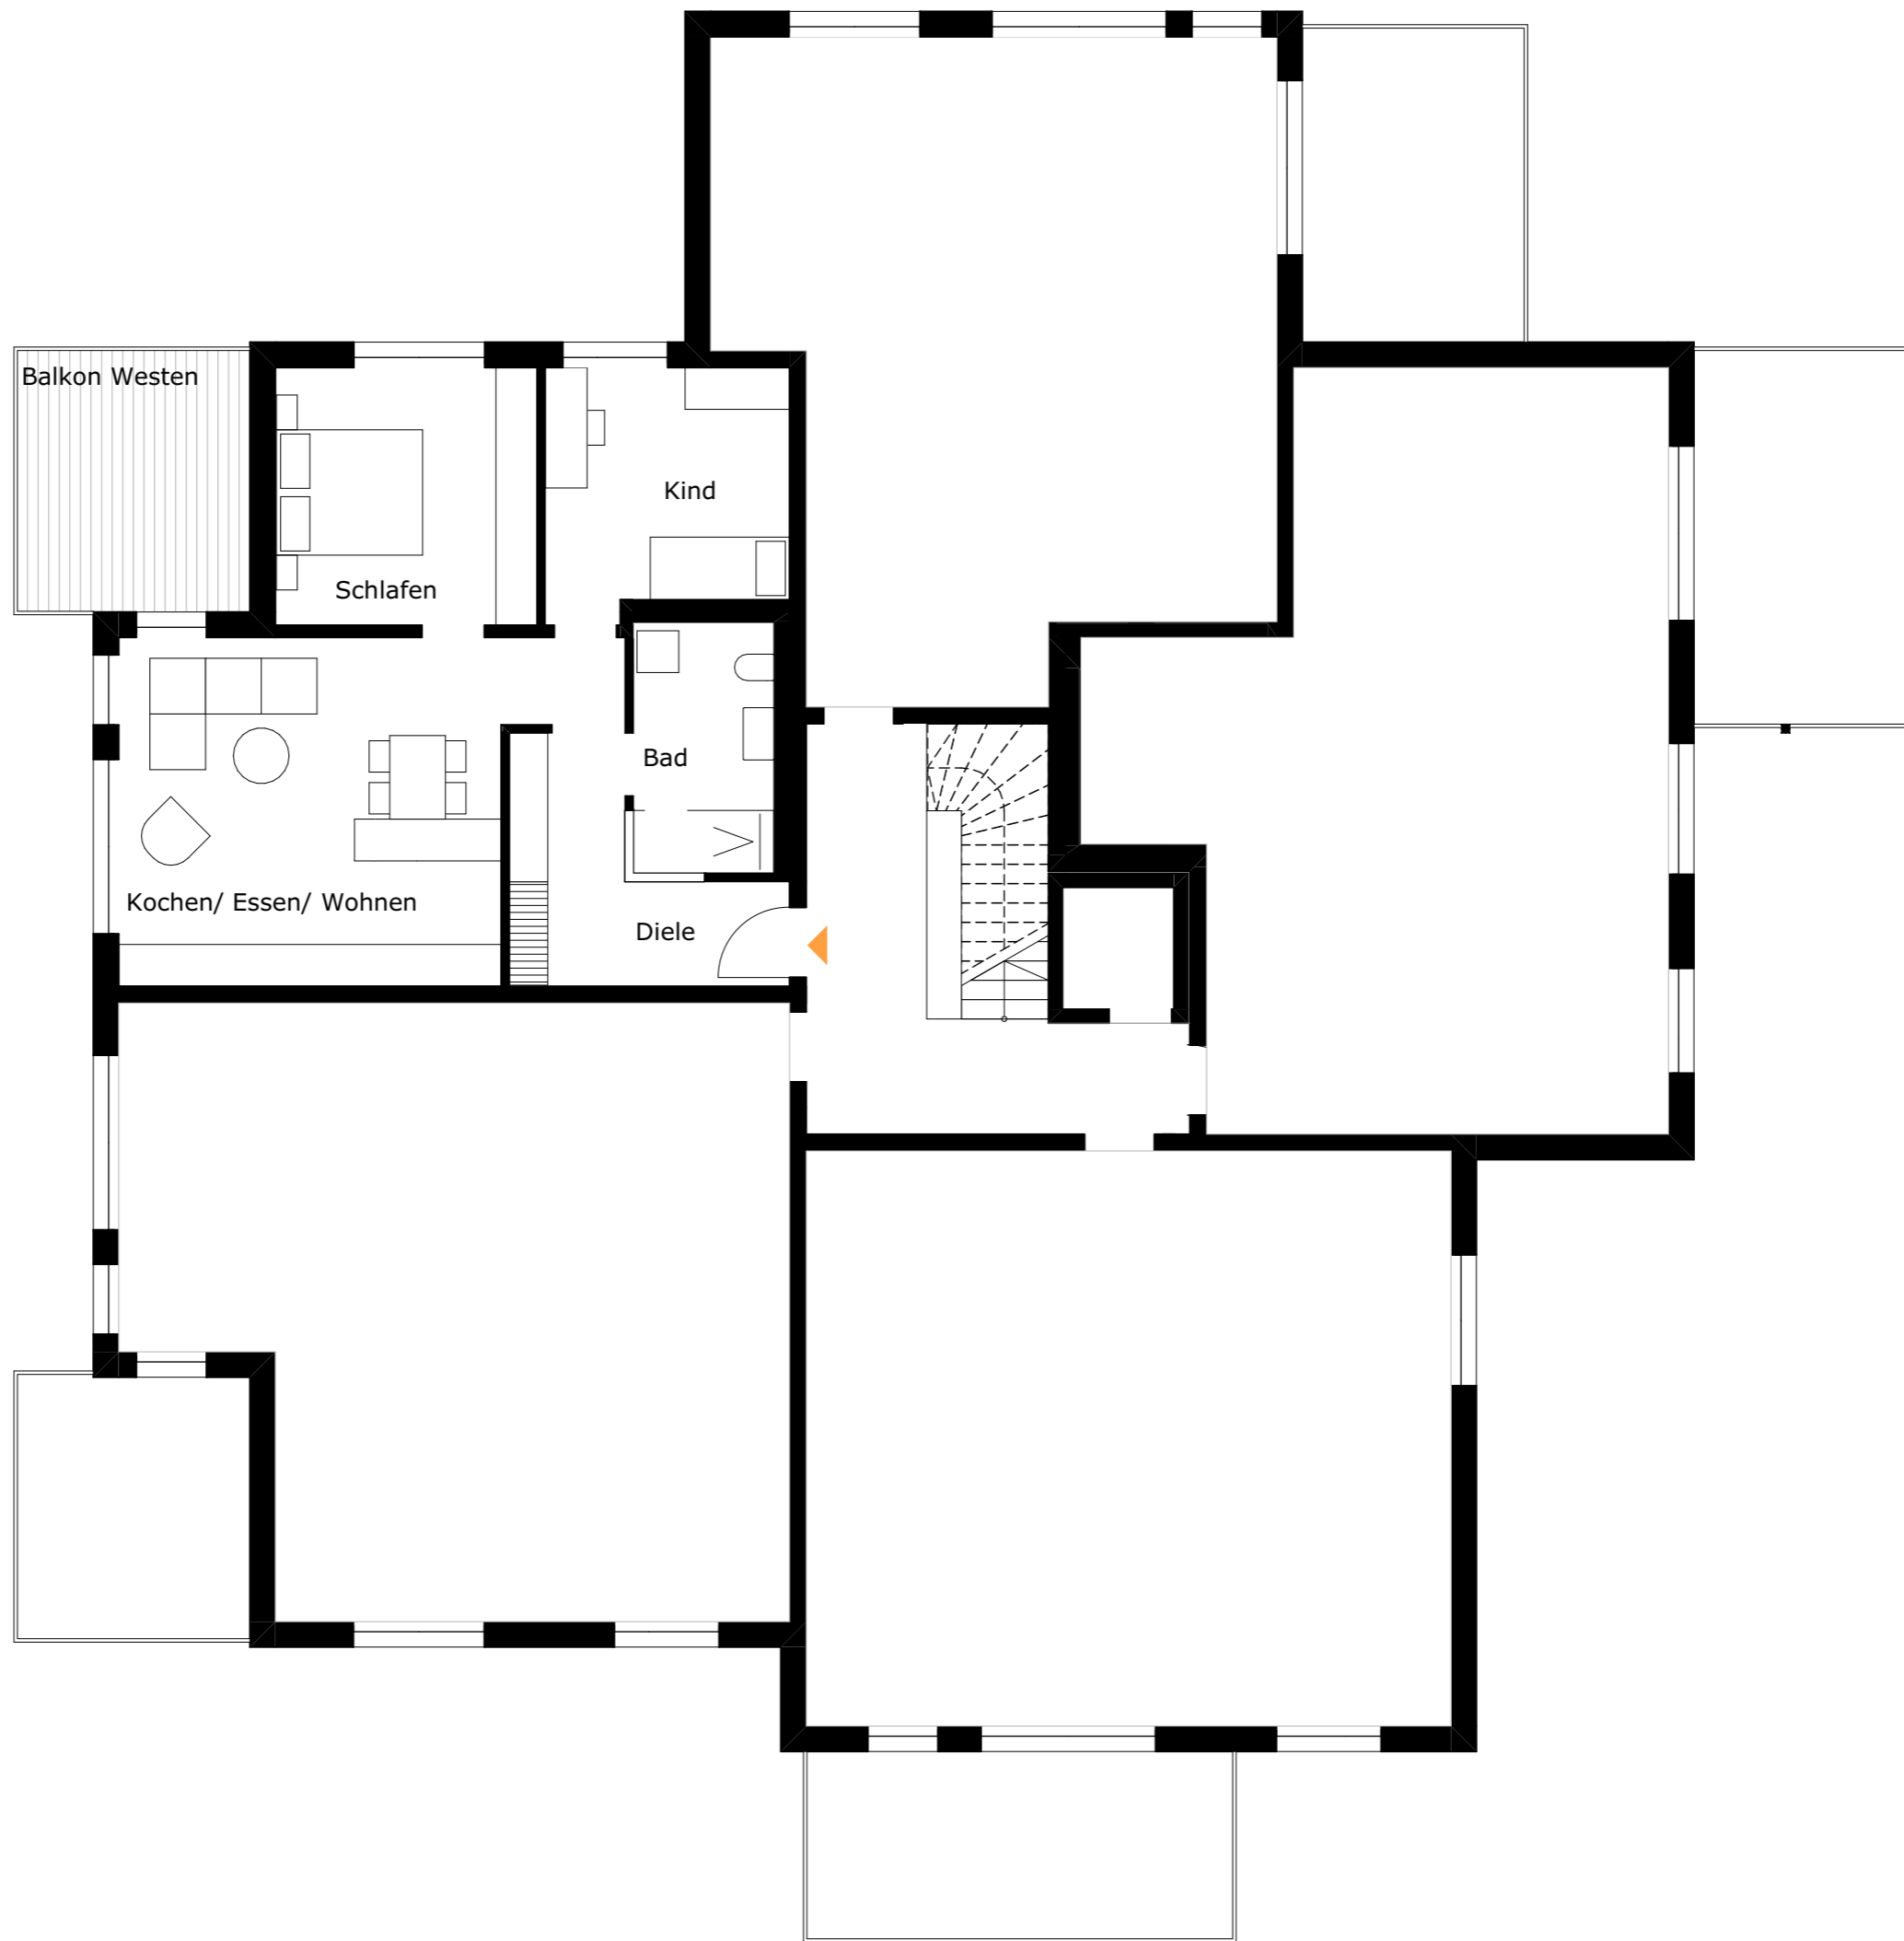 Balkon Westen
Kind
Schlafen
Bad
Kochen/ Essen/ Wohnen
Diele